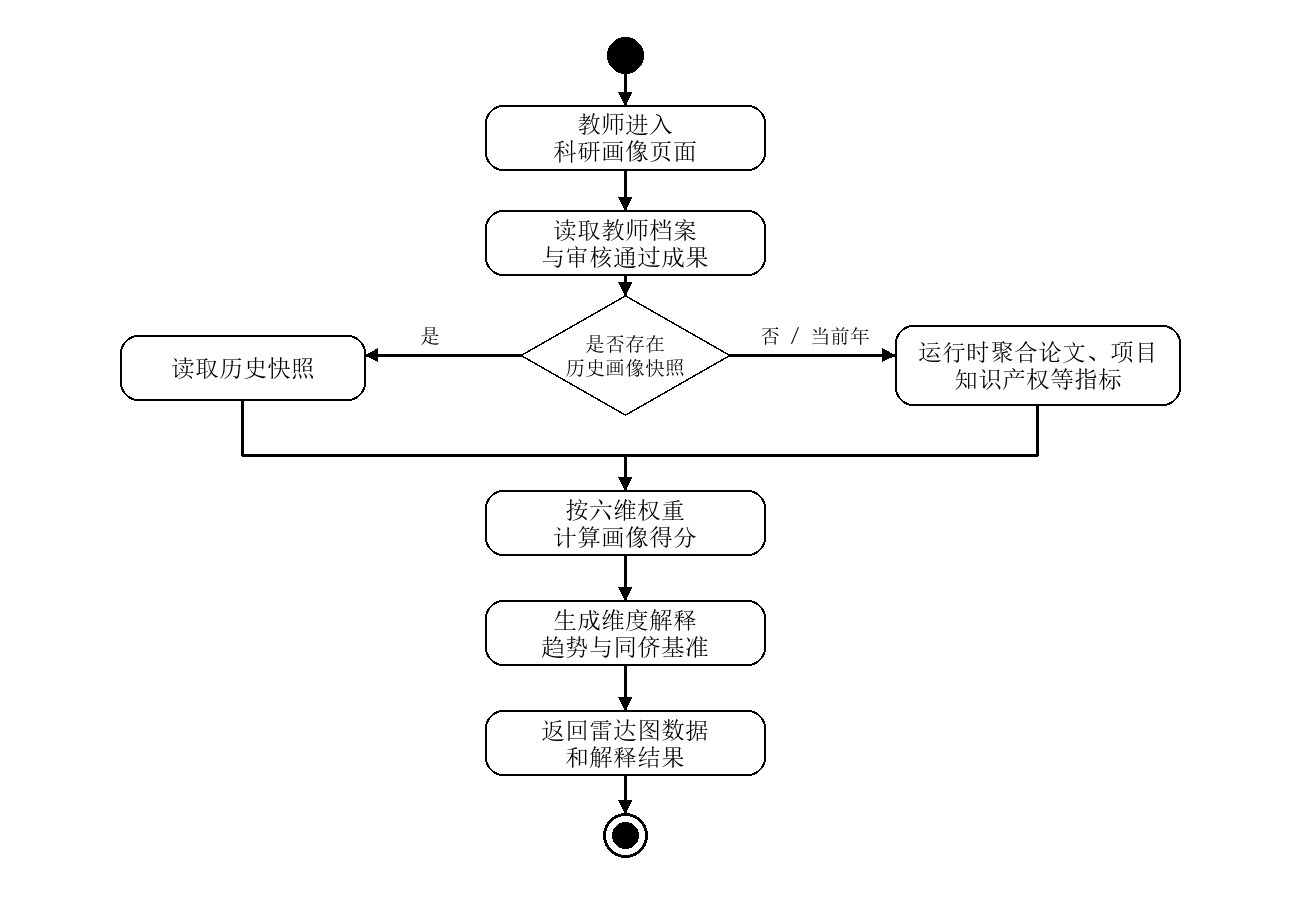 教师进入
科研画像页面
读取教师档案
与审核通过成果
是
是否存在
历史画像快照
否 / 当前年
读取历史快照
运行时聚合论文、项目
知识产权等指标
按六维权重
计算画像得分
生成维度解释
趋势与同侪基准
返回雷达图数据
和解释结果